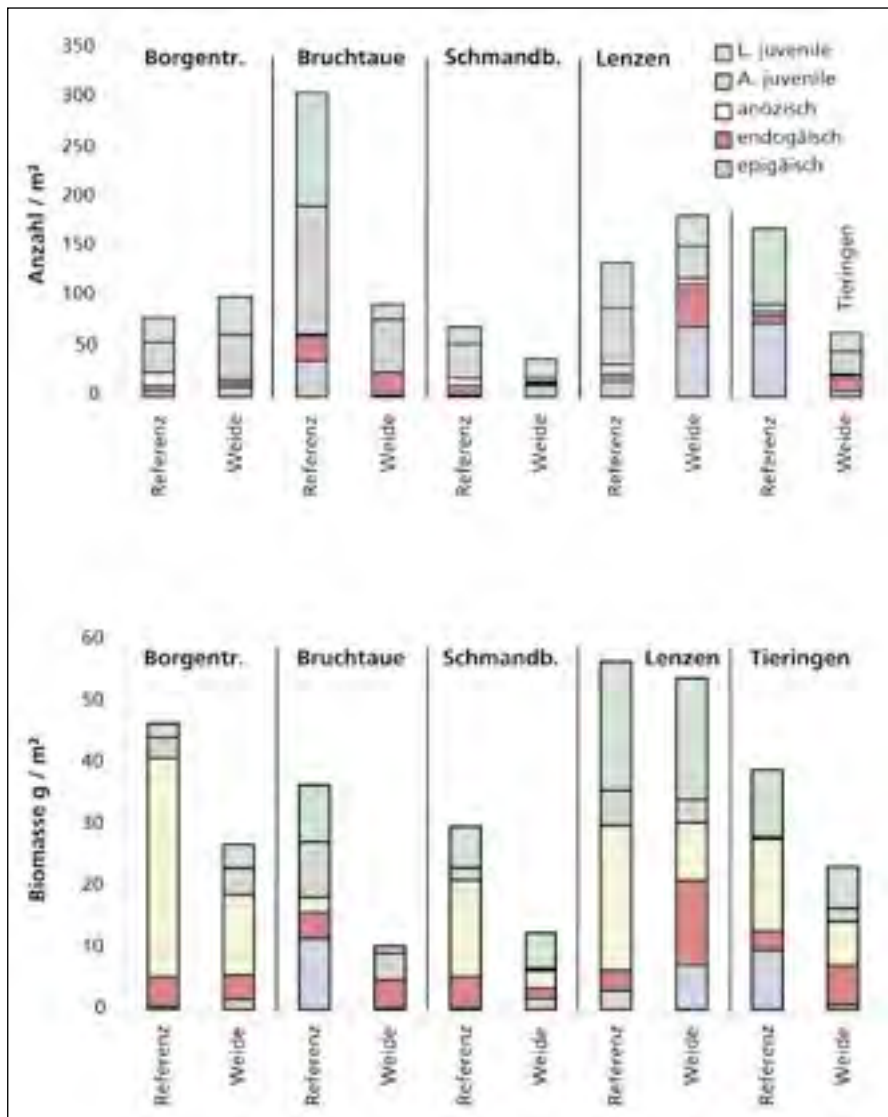 350
300
250
200
150
100
50
0
Anzahl / m²
Borgentr. Bruchtaue Schmandb. Lenzen
L. juvenile
A. juvenile
anözisch
endogäisch
epigäisch
Tieringen
Referenz Weide Referenz Weide Referenz Weide Referenz Weide Referenz Weide
60
50
40
30
20
10
0
Biomasse g / m²
Borgentr. Bruchtaue Schmandb. Lenzen Tieringen
Referenz Weide Referenz Weide Referenz Weide Referenz Weide Referenz Weide